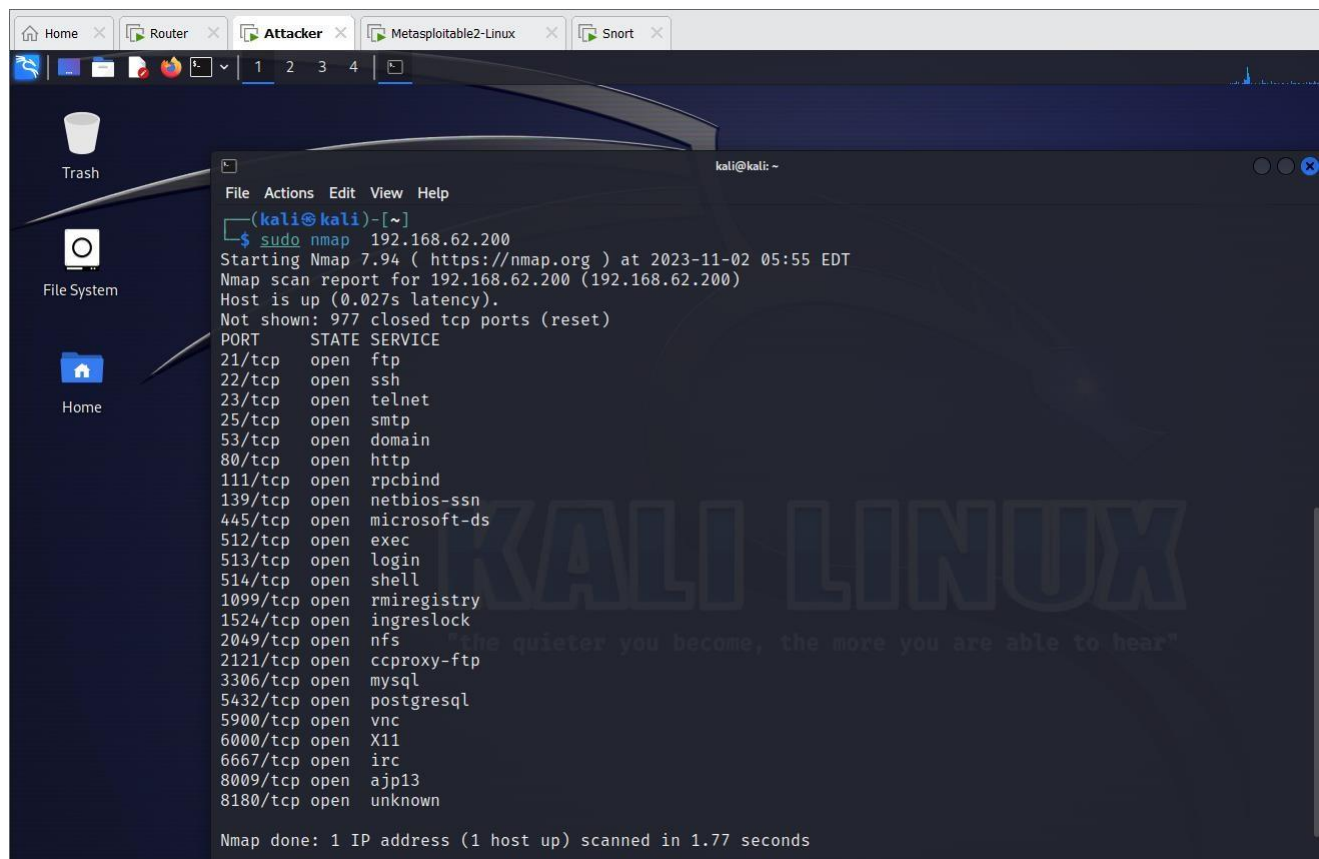 Home Router Attacker Metasploitable2-Linux Snort
1 2 3 4
Trash
File System
Home
kali@kali: ~
File Actions Edit View Help
┌──(kali㉿kali)-[~]
└─$ sudo nmap  192.168.62.200
Starting Nmap 7.94 ( https://nmap.org ) at 2023-11-02 05:55 EDT
Nmap scan report for 192.168.62.200 (192.168.62.200)
Host is up (0.027s latency).
Not shown: 977 closed tcp ports (reset)
PORT     STATE SERVICE
21/tcp   open  ftp
22/tcp   open  ssh
23/tcp   open  telnet
25/tcp   open  smtp
53/tcp   open  domain
80/tcp   open  http
111/tcp  open  rpcbind
139/tcp  open  netbios-ssn
445/tcp  open  microsoft-ds
512/tcp  open  exec
513/tcp  open  login
514/tcp  open  shell
1099/tcp open  rmiregistry
1524/tcp open  ingreslock
2049/tcp open  nfs
2121/tcp open  ccproxy-ftp
3306/tcp open  mysql
5432/tcp open  postgresql
5900/tcp open  vnc
6000/tcp open  X11
6667/tcp open  irc
8009/tcp open  ajp13
8180/tcp open  unknown
Nmap done: 1 IP address (1 host up) scanned in 1.77 seconds
KALI LINUX
"the quieter you become, the more you are able to hear"